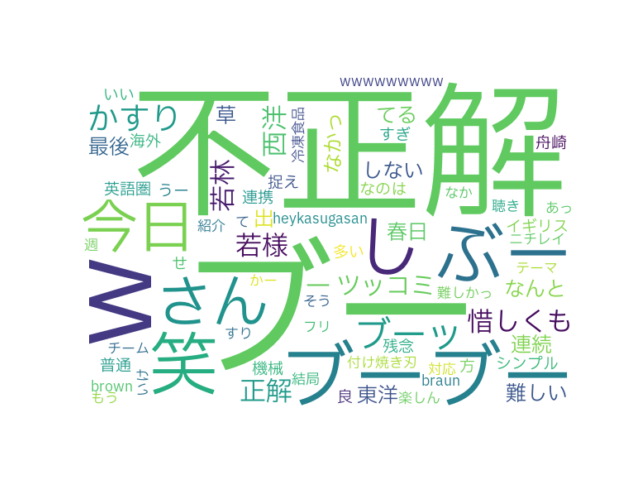 wwwwwwwww
いい
かすり
草
不正解
西洋
冷凍食品
なかっ
てる
すぎ
舟崎
最後
海外
若林
しない
英語圏
うー
捉え
なのは
なか
聴き
あっ
連携
今日
紹介
て
出
heykasugasan
し
春日
ぶー
イギリス
ニチレイ
週
若様
多い
テーマ
せ
w
さん
ブー
かー
ー
そう
ツッコミ
難しかっ
なんと
すり
フリ
ブーッ
惜しくも
チーム
笑
ブーブー
残念
連続
普通
機械
付け焼き刃
対応
方
シンプル
brown
いけ
正解
結局
良
東洋
braun
楽しん
難しい
もう